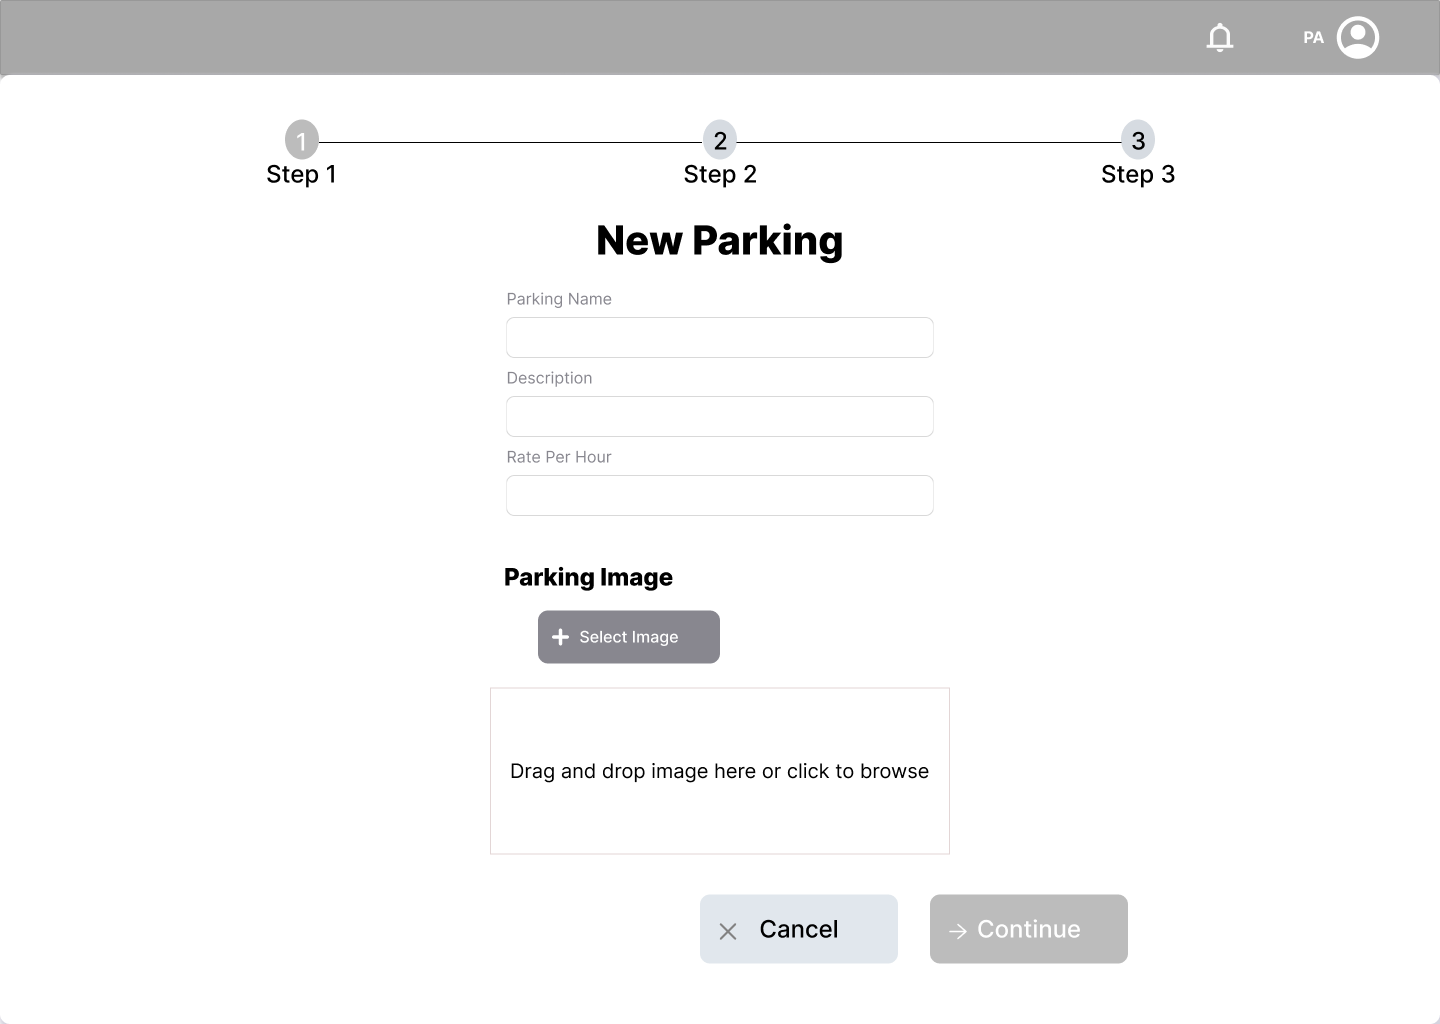 PA
1
2
3
Step 1
Step 2
Step 3
New Parking
Parking Name
Description
Rate Per Hour
Parking Image
Select Image
Drag and drop image here or click to browse
Cancel
Continue